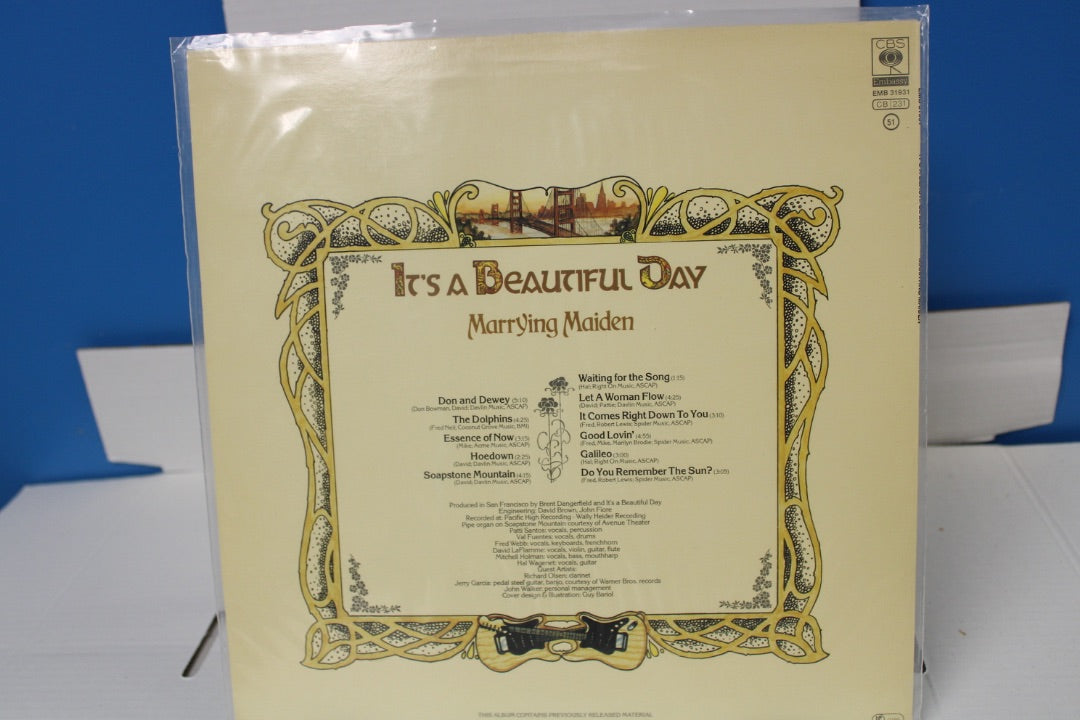 CBS
Embassy
EMB 31931
CB 231
51
IT'S A BEAUTIFUL DAY
Marrying Maiden
Don and Dewey (5:10)
(Don Bowman, David; Davlin Music, ASCAP)
The Dolphins (4:25)
(Fred Neil; Coconut Grove Music, BMI)
Essence of Now (3:15)
(Mike; Acme Music, ASCAP)
Hoedown (2:25)
(David; Davlin Music, ASCAP)
Soapstone Mountain (4:15)
(David; Davlin Music, ASCAP)
Waiting for the Song (1:15)
(Hal; Right On Music, ASCAP)
Let A Woman Flow (4:25)
(David, Pattie; Davlin Music, ASCAP)
It Comes Right Down To You (3:10)
(Fred, Robert Lewis; Spider Music, ASCAP)
Good Lovin' (4:55)
(Fred, Mike, Marilyn Brodie; Spider Music, ASCAP)
Galileo (3:00)
(Hal; Right On Music, ASCAP)
Do You Remember The Sun? (3:05)
(Fred, Robert Lewis; Spider Music, ASCAP)
Produced in San Francisco by Brent Dangerfield and It's a Beautiful Day
Engineering: David Brown, John Fiore
Recorded at: Pacific High Recording · Wally Heider Recording
Pipe organ on Soapstone Mountain courtesy of Avenue Theater
Patti Santos: vocals, percussion
Val Fuentes: vocals, drums
Fred Webb: vocals, keyboards, frenchhorn
David LaFlamme: vocals, violin, guitar, flute
Mitchell Holman: vocals, bass, mouthharp
Hal Wagenet: vocals, guitar
Guest Artists:
Richard Olsen: clarinet
Jerry Garcia: pedal steel guitar, banjo, courtesy of Warner Bros. records
John Walker: personal management
Cover design & Illustration: Guy Bariol
THIS ALBUM CONTAINS PREVIOUSLY RELEASED MATERIAL